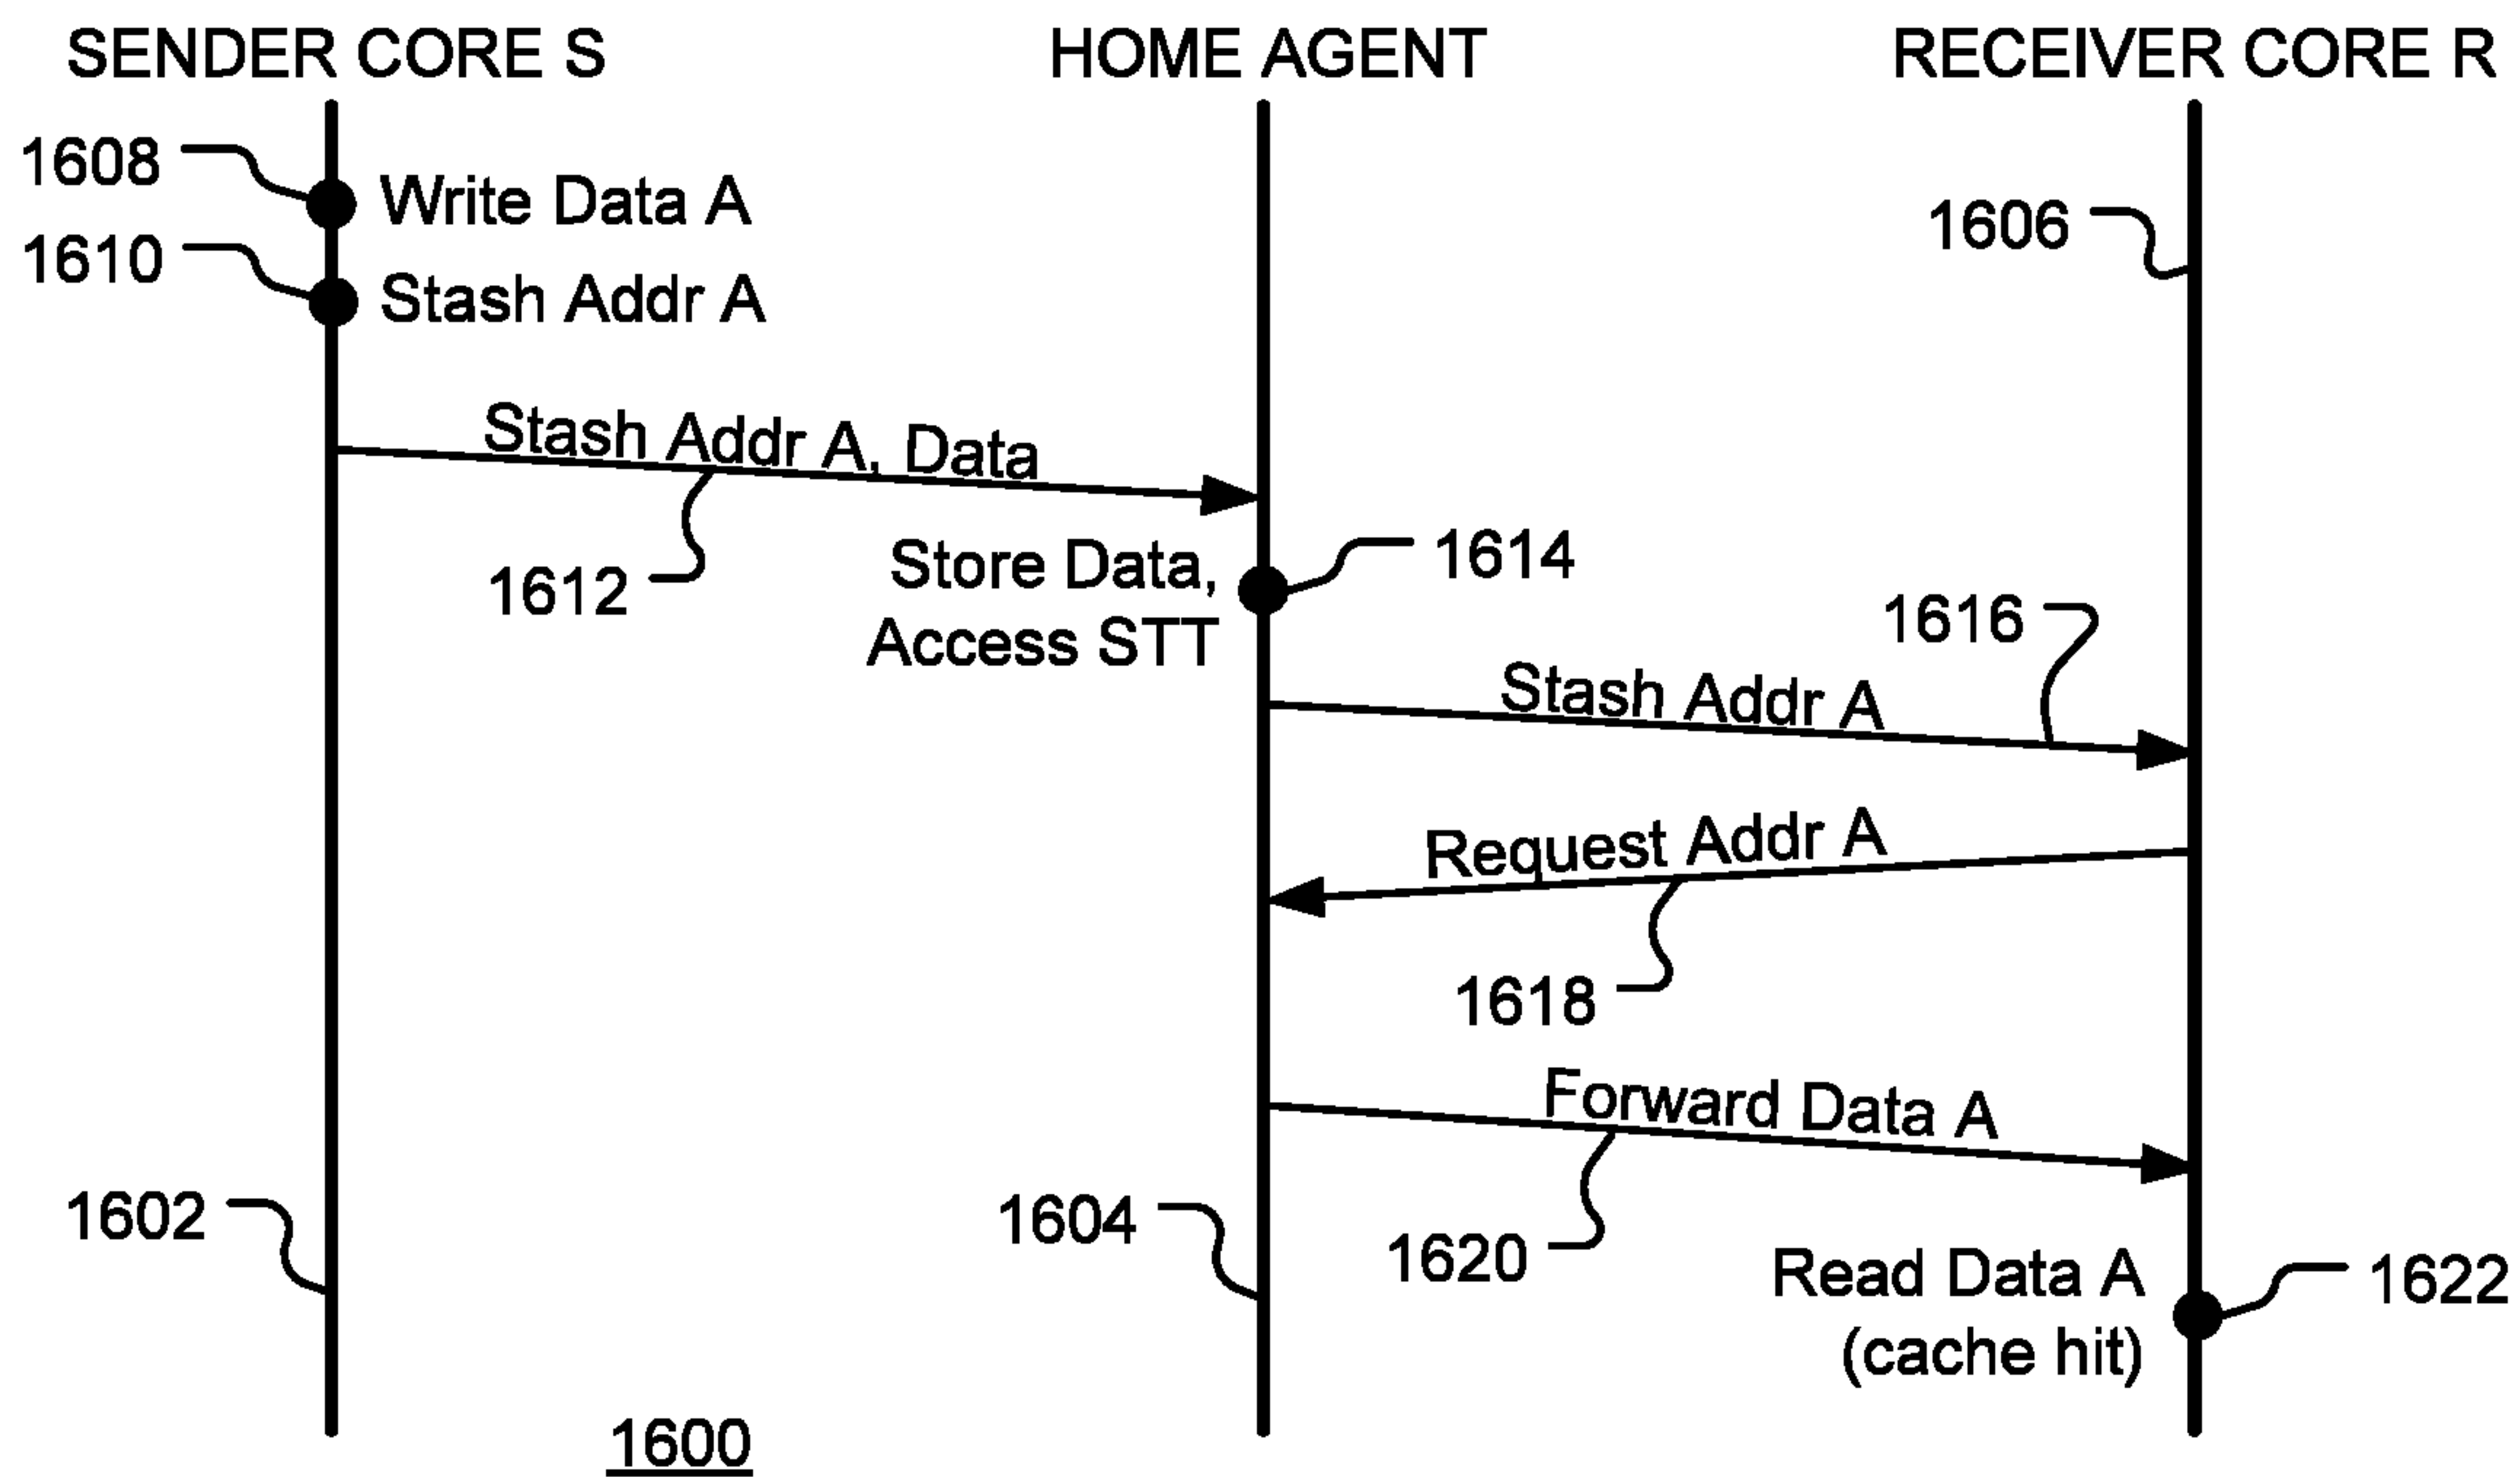 SENDER CORE S
HOME AGENT
RECEIVER CORE R
1608
Write Data A
1606
1610
Stash Addr A
Stash Addr A, Data
1612
Store Data,
Access STT
1614
1616
Stash Addr A
Request Addr A
1618
Forward Data A
1602
1604
1620
Read Data A
(cache hit)
1622
1600